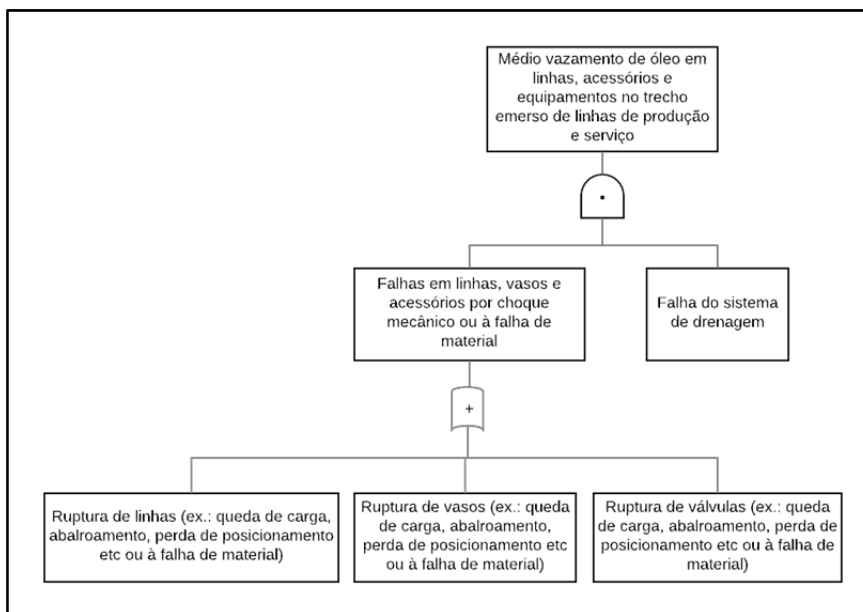 Médio vazamento de óleo em
linhas, acessórios e
equipamentos no trecho
emerso de linhas de produção
e serviço
Falhas em linhas, vasos e
acessórios por choque
mecânico ou à falha de
material
Falha do sistema
de drenagem
+
Ruptura de linhas (ex.: queda de carga,
abalroamento, perda de posicionamento
etc ou à falha de material)
Ruptura de vasos (ex.: queda
de carga, abalroamento,
perda de posicionamento etc
ou à falha de material)
Ruptura de válvulas (ex.: queda
de carga, abalroamento, perda de
posicionamento etc ou à falha de
material)